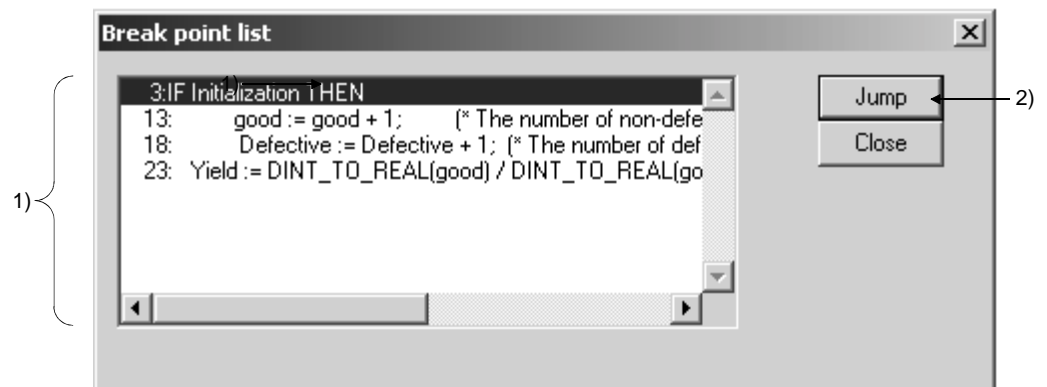 Break point list
1)
3:IF Initialization THEN
13: good := good + 1; (* The number of non-defe
18: Defective := Defective + 1; (* The number of def
23: Yield := DINT_TO_REAL(good) / DINT_TO_REAL(go
Jump
2)
Close
1)